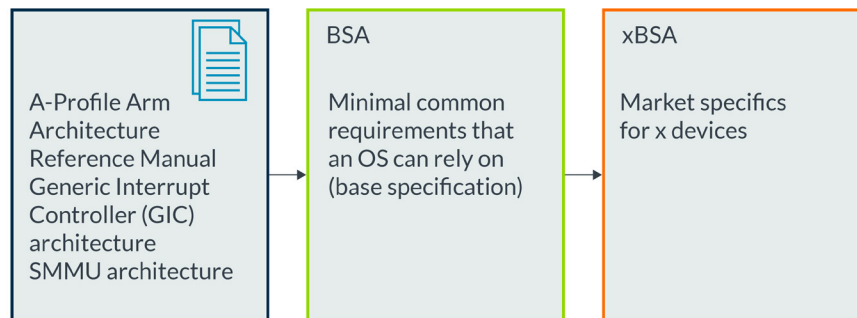 A-Profile Arm
Architecture
Reference Manual
Generic Interrupt
Controller (GIC)
architecture
SMMU architecture
BSA
Minimal common
requirements that
an OS can rely on
(base specification)
xBSA
Market specifics
for x devices